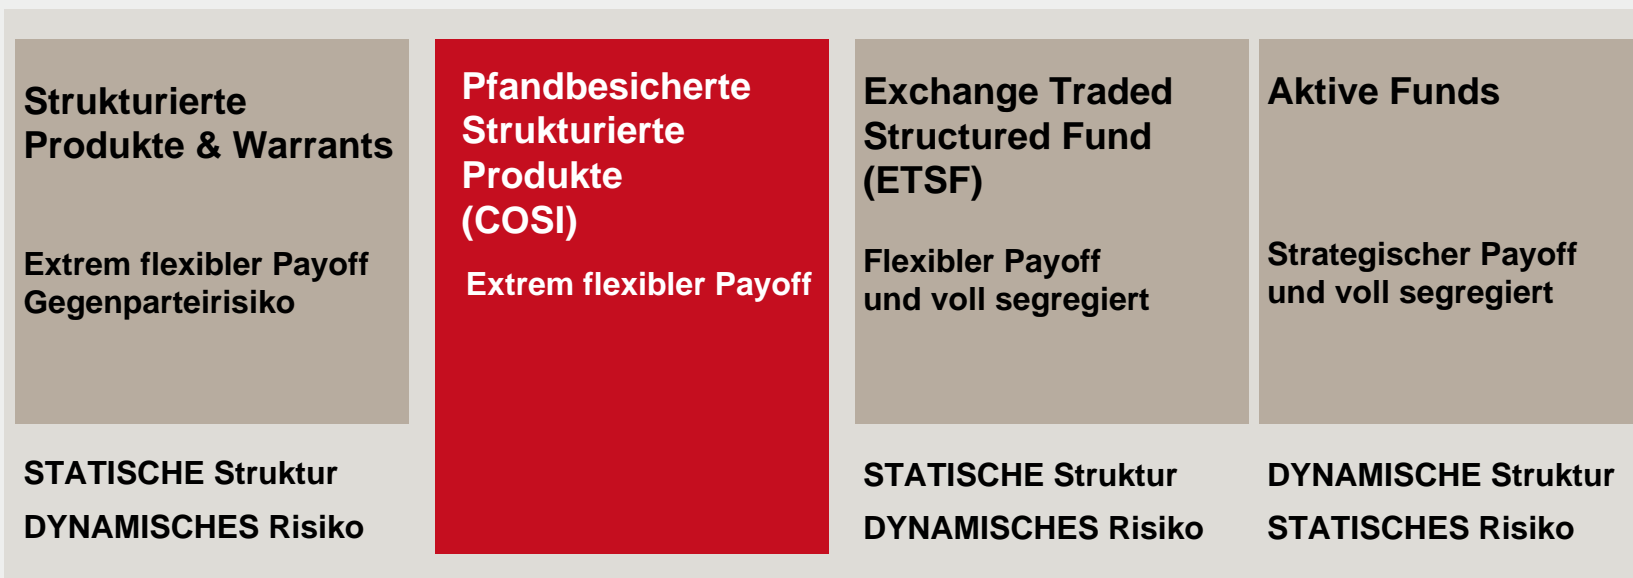 Strukturierte
Produkte & Warrants
Extrem flexibler Payoff
Gegenparteirisiko
STATISCHE Struktur
DYNAMISCHES Risiko
Pfandbesicherte
Strukturierte
Produkte
(COSI)
Extrem flexibler Payoff
Exchange Traded
Structured Fund
(ETSF)
Flexibler Payoff
und voll segregiert
STATISCHE Struktur
DYNAMISCHES Risiko
Aktive Funds
Strategischer Payoff
und voll segregiert
DYNAMISCHE Struktur
STATISCHES Risiko